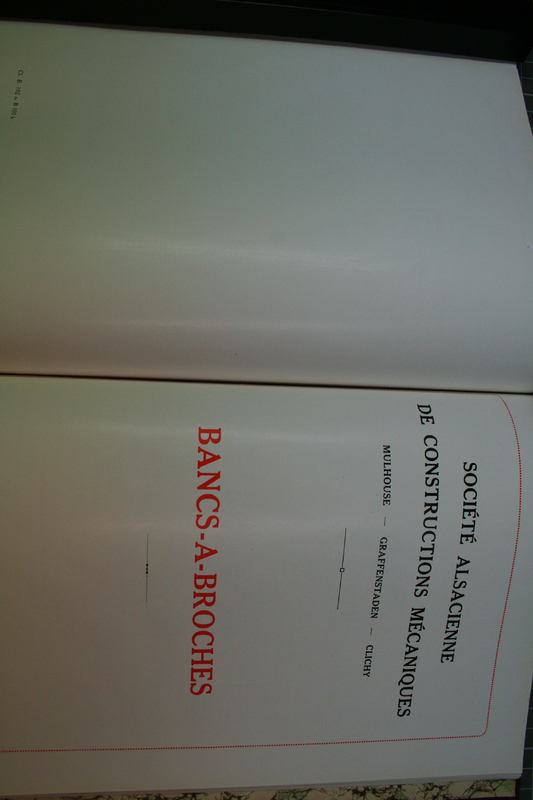 SOCIÉTÉ ALSACIENNE
DE CONSTRUCTIONS MÉCANIQUES
MULHOUSE — GRAFFENSTADEN — CLICHY
BANCS-A-BROCHES